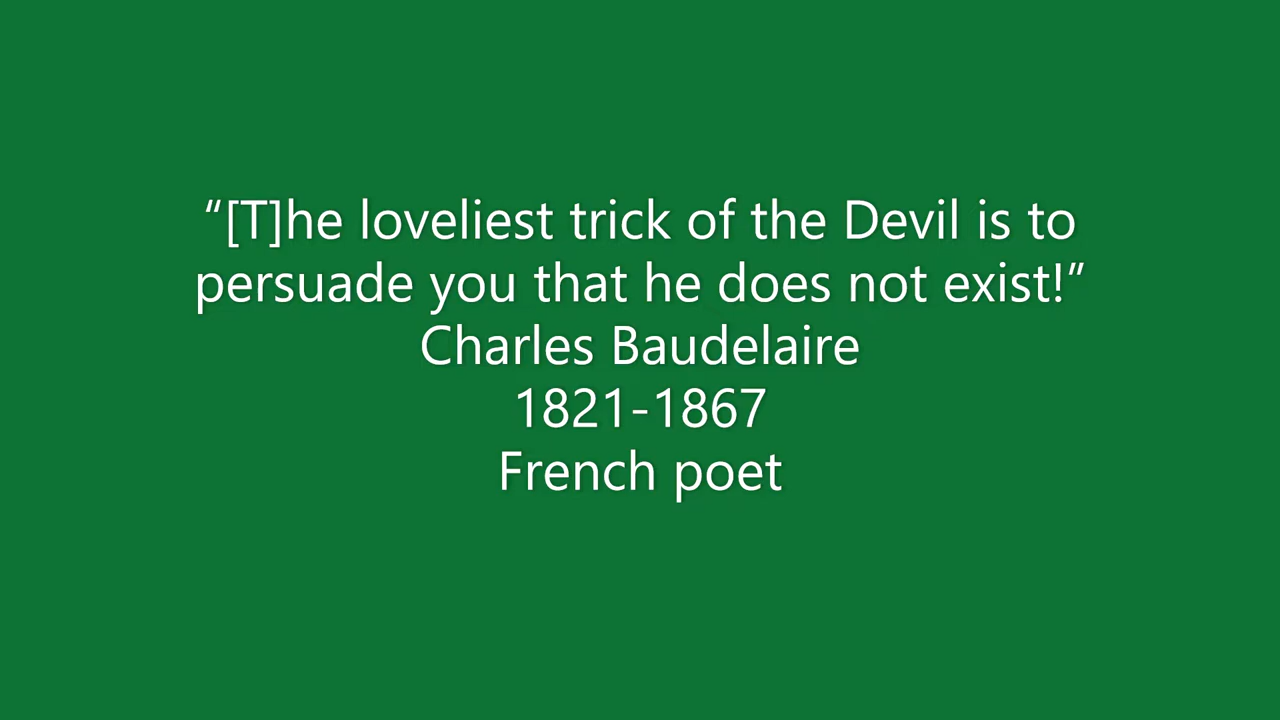 “[T]he loveliest trick of the Devil is to
persuade you that he does not exist!”
Charles Baudelaire
1821-1867
French poet